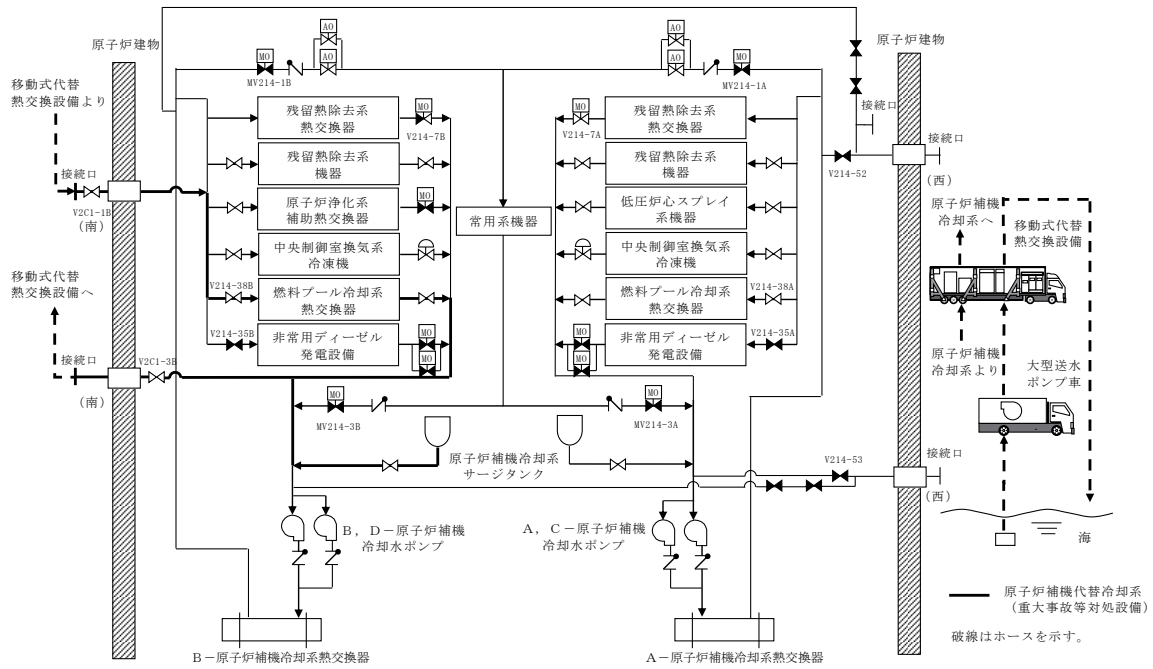 原子炉建物
移動式代替
熱交換設備より
接続口
V2C1-1B
(南)
移動式代替
熱交換設備へ
接続口
V2C1-3B
(南)
MO
MV214-1B
AO
AO
AO
AO
MO
MV214-1A
残留熱除去系
熱交換器
MO
V214-7B
残留熱除去系
機器
原子炉浄化系
補助熱交換器
MO
中央制御室換気系
冷凍機
V214-38B
燃料プール冷却系
熱交換器
V214-35B
非常用ディーゼル
発電設備
MO
MO
常用系機器
MO
V214-7A
残留熱除去系
熱交換器
残留熱除去系
機器
低圧炉心スプレイ
系機器
中央制御室換気系
冷凍機
燃料プール冷却系
熱交換器
V214-38A
MO
MO
非常用ディーゼル
発電設備
V214-35A
MO
MV214-3B
MO
MV214-3A
原子炉補機冷却系
サージタンク
B,D-原子炉補機
冷却水ポンプ
A,C-原子炉補機
冷却水ポンプ
B-原子炉補機冷却系熱交換器
A-原子炉補機冷却系熱交換器
原子炉建物
接続口
V214-52
接続口
(西)
V214-53
接続口
(西)
原子炉補機
冷却系へ
移動式代替
熱交換設備
原子炉補機
冷却系より
大型送水
ポンプ車
海
原子炉補機代替冷却系
(重大事故等対処設備)
破線はホースを示す。